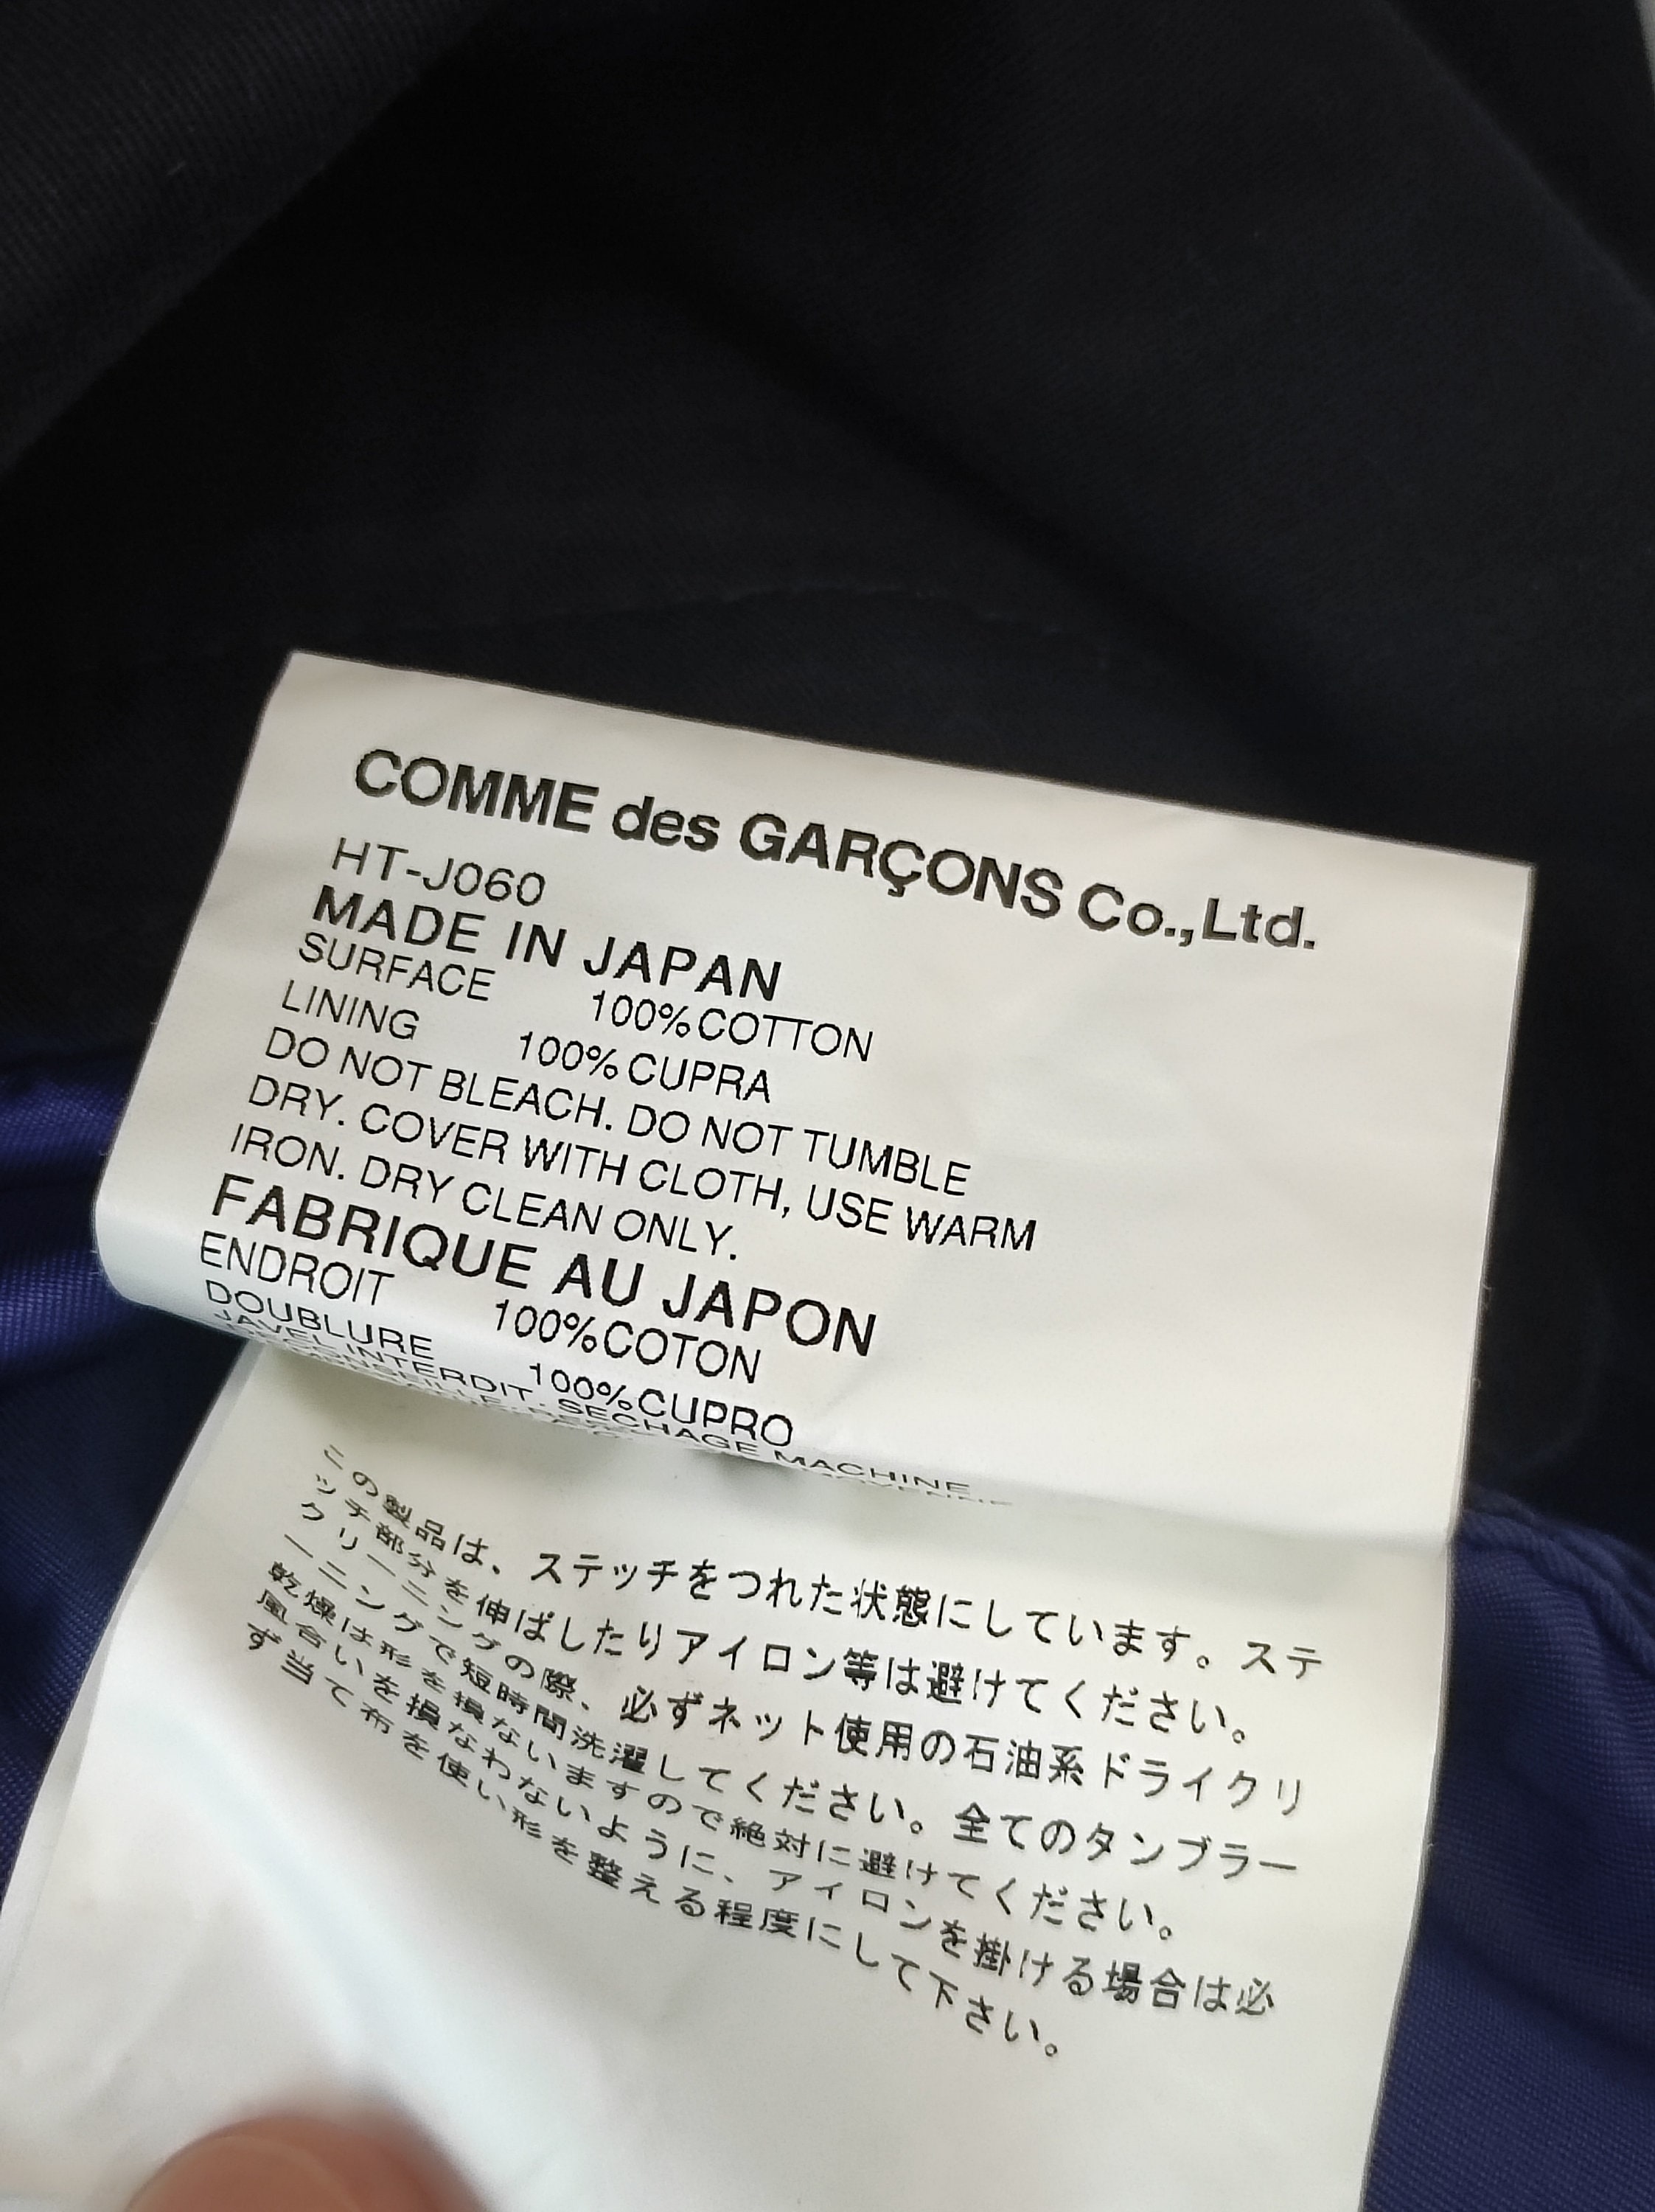 COMME des GARÇONS Co.,Ltd.
HT-J060
MADE IN JAPAN
SURFACE 100%COTTON
LINING 100%CUPRA
DO NOT BLEACH. DO NOT TUMBLE
DRY. COVER WITH CLOTH, USE WARM
IRON. DRY CLEAN ONLY.
FABRIQUE AU JAPON
ENDROIT 100%COTON
DOUBLURE 100%CUPRO
JAVEL INTERDIT. SECHAGE MACHINE
この製品は、ステッチをつれた状態にしています。ステ
ッチ部分を伸ばしたりアイロン等は避けてください。
クリーニングの際、必ずネット使用の石油系ドライクリ
ーニングで短時間洗濯してください。全てのタンブラー
乾燥は形を損ないますので絶対に避けてください。
風合いを損なわないように、アイロンを掛ける場合は必
ず当て布を使い形を整える程度にして下さい。